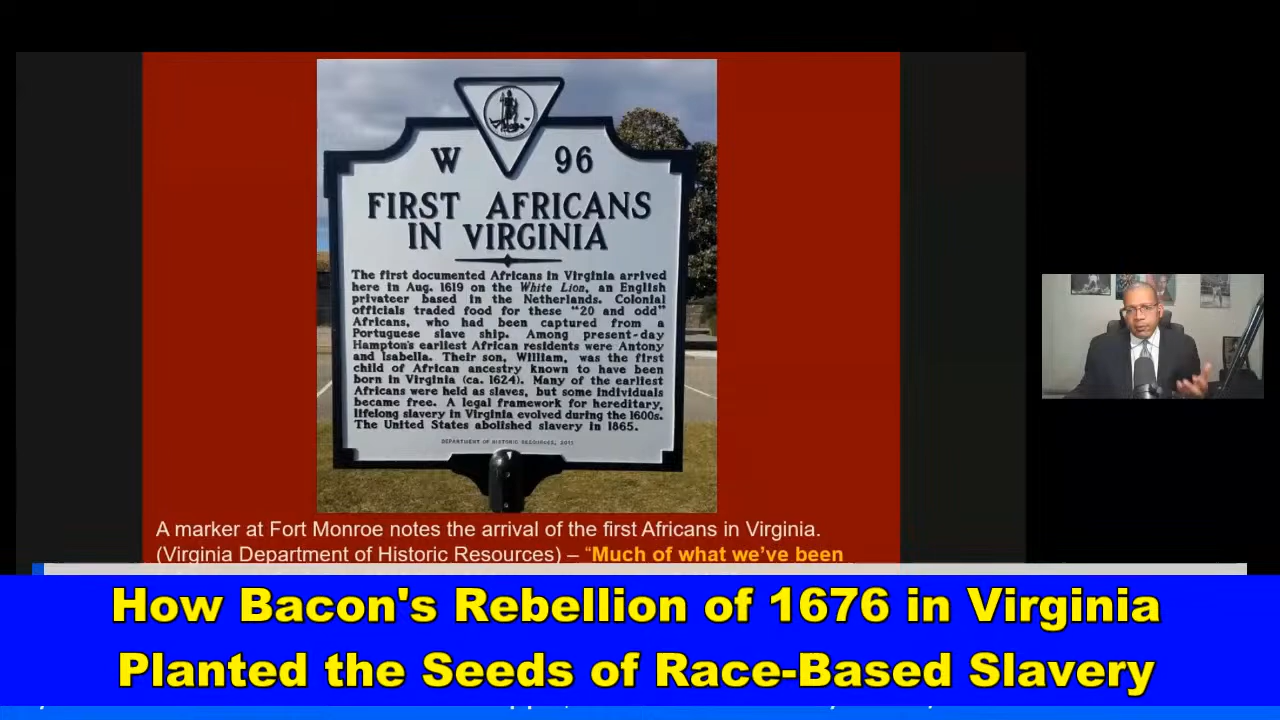 W 96
FIRST AFRICANS
IN VIRGINIA
The first documented Africans in Virginia arrived
here in Aug. 1619 on the White Lion, an English
privateer based in the Netherlands. Colonial
officials traded food for these "20 and odd"
Africans, who had been captured from a
Portuguese slave ship. Among present-day
Hampton's earliest African residents were Antony
and Isabella. Their son, William, was the first
child of African ancestry known to have been
born in Virginia (ca. 1624). Many of the earliest
Africans were held as slaves, but some individuals
became free. A legal framework for hereditary,
lifelong slavery in Virginia evolved during the 1600s.
The United States abolished slavery in 1865.
DEPARTMENT OF HISTORIC RESOURCES, 2015
A marker at Fort Monroe notes the arrival of the first Africans in Virginia.
(Virginia Department of Historic Resources) – “Much of what we’ve been
How Bacon's Rebellion of 1676 in Virginia
Planted the Seeds of Race-Based Slavery